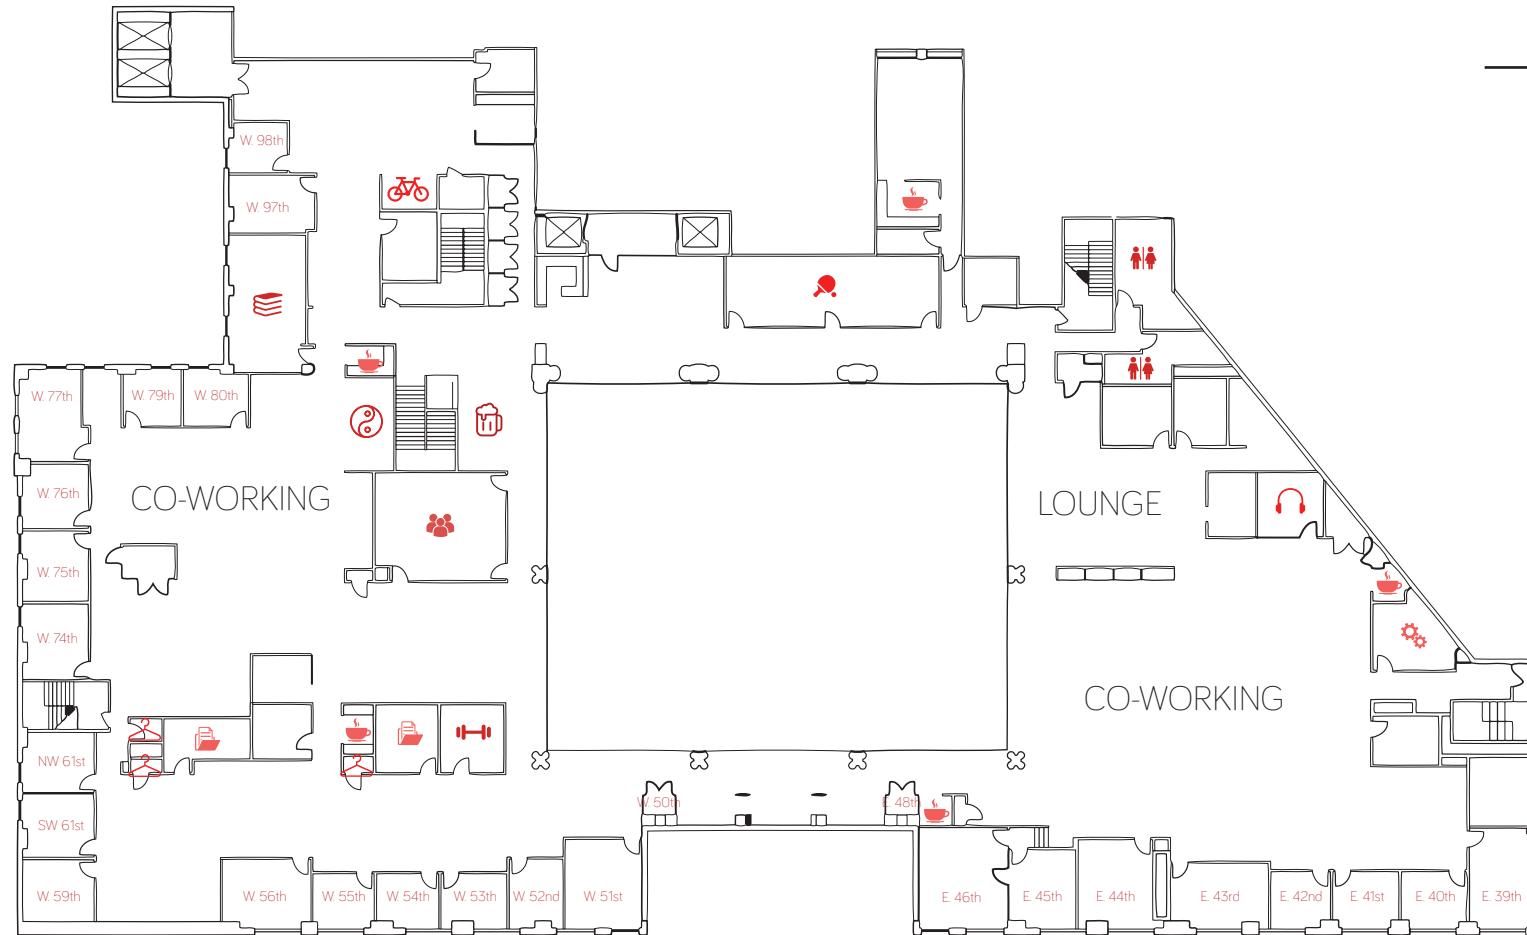 W. 98th
W. 97th
W. 77th
W. 79th
W. 80th
W. 76th
CO-WORKING
LOUNGE
W. 75th
W. 74th
CO-WORKING
NW 61st
SW 61st
W. 50th
E. 48th
W. 59th
W. 56th
W. 55th
W. 54th
W. 53th
W. 52nd
W. 51st
E. 46th
E. 45th
E. 44th
E. 43rd
E. 42nd
E. 41st
E. 40th
E. 39th